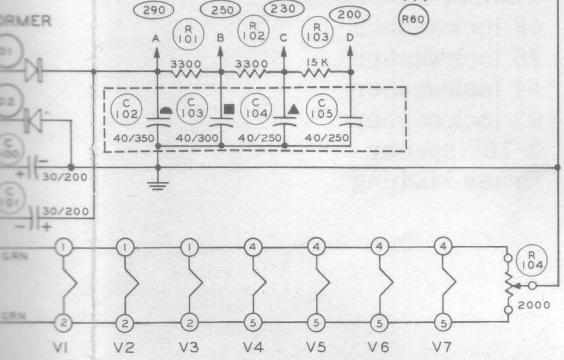 RMER
290
250
230
200
R60
A
R 101
B
R 102
C
R 103
D
3300
3300
15 K
C 102
C 103
C 104
C 105
40/350
40/300
40/250
40/250
+ -
30/200
30/200
- +
GRN
1
1
1
4
4
4
4
R 104
2000
GRN
2
2
2
5
5
5
5
V1
V2
V3
V4
V5
V6
V7